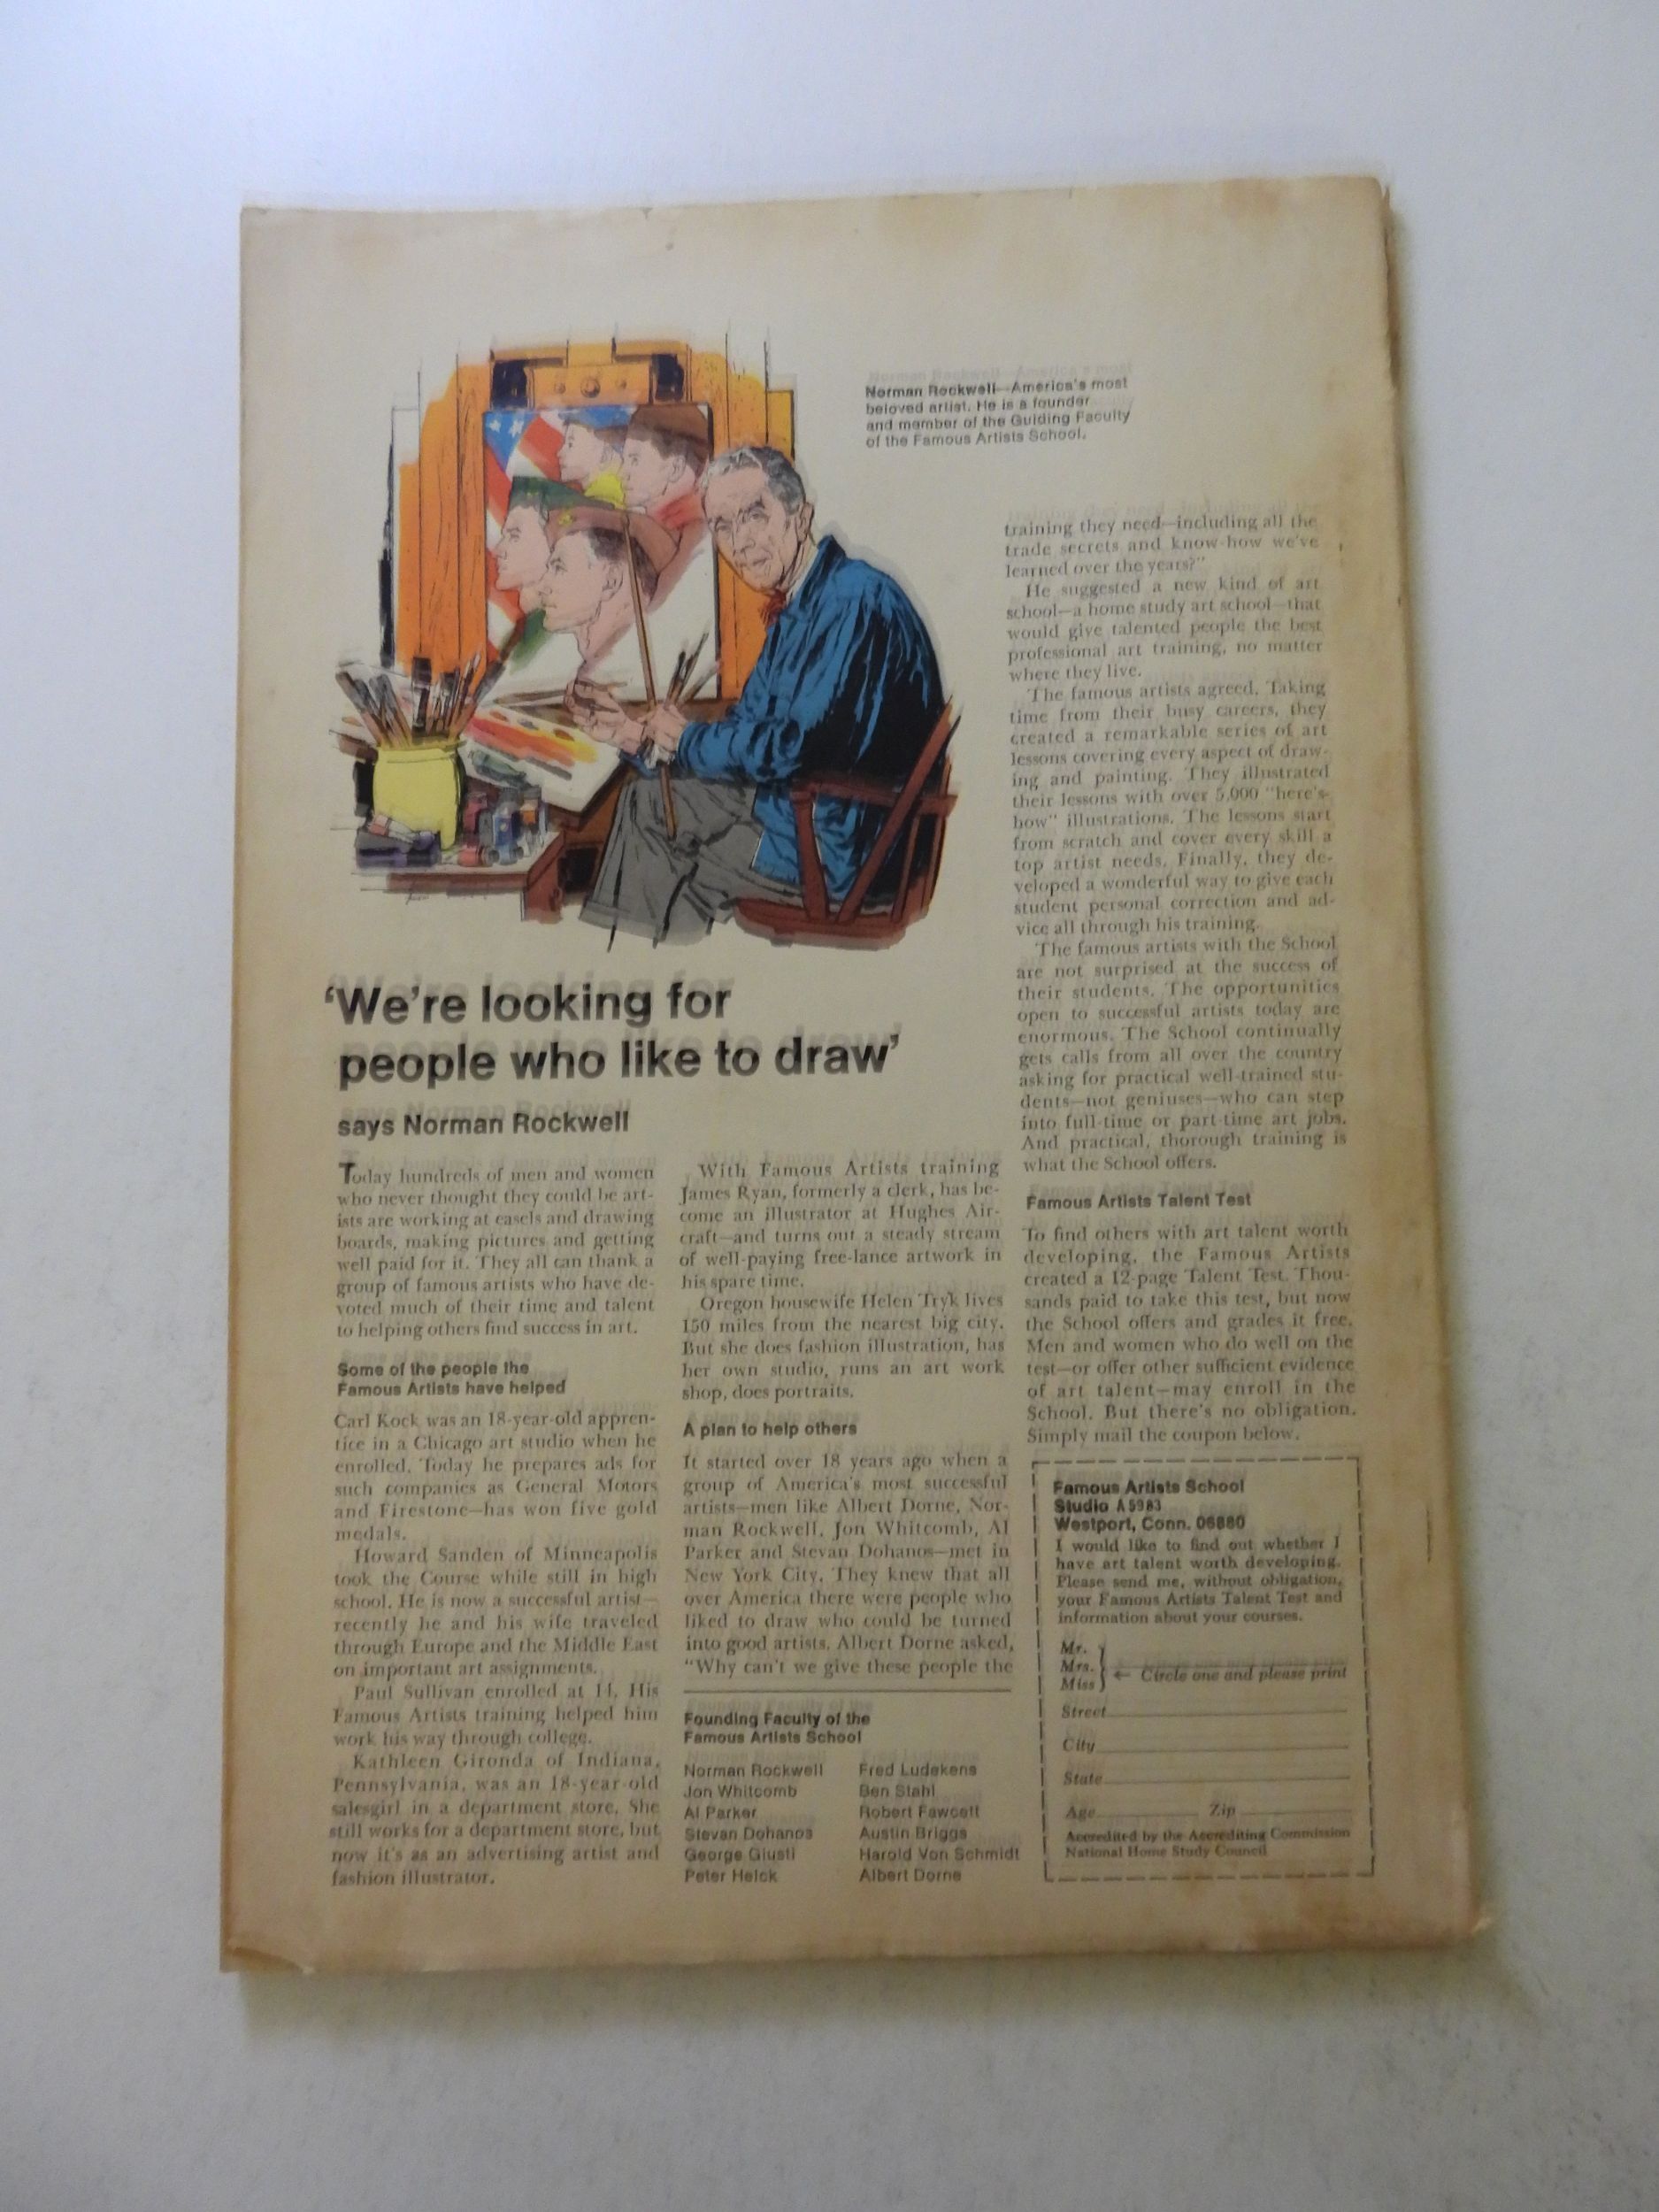 Norman Rockwell—America's most
beloved artist. He is a founder
and member of the Guiding Faculty
of the Famous Artists School.
'We're looking for
people who like to draw'
says Norman Rockwell
Today hundreds of men and women
who never thought they could be art-
ists are working at easels and drawing
boards, making pictures and getting
well paid for it. They all can thank a
group of famous artists who have de-
voted much of their time and talent
to helping others find success in art.
Some of the people the
Famous Artists have helped
Carl Kock was an 18-year-old appren-
tice in a Chicago art studio when he
enrolled. Today he prepares ads for
such companies as General Motors
and Firestone—has won five gold
medals.
Howard Sanden of Minneapolis
took the Course while still in high
school. He is now a successful artist—
recently he and his wife traveled
through Europe and the Middle East
on important art assignments.
Paul Sullivan enrolled at 14. His
Famous Artists training helped him
work his way through college.
Kathleen Gironda of Indiana,
Pennsylvania, was an 18-year-old
salesgirl in a department store. She
still works for a department store, but
now it's as an advertising artist and
fashion illustrator.
With Famous Artists training
James Ryan, formerly a clerk, has be-
come an illustrator at Hughes Air-
craft—and turns out a steady stream
of well-paying free-lance artwork in
his spare time.
Oregon housewife Helen Tryk lives
150 miles from the nearest big city.
But she does fashion illustration, has
her own studio, runs an art work
shop, does portraits.
A plan to help others
It started over 18 years ago when a
group of America's most successful
artists—men like Albert Dorne, Nor-
man Rockwell, Jon Whitcomb, Al
Parker and Stevan Dohanos—met in
New York City. They knew that all
over America there were people who
liked to draw who could be turned
into good artists. Albert Dorne asked,
"Why can't we give these people the
training they need—including all the
trade secrets and know-how we've
learned over the years?"
He suggested a new kind of art
school—a home study art school—that
would give talented people the best
professional art training, no matter
where they live.
The famous artists agreed. Taking
time from their busy careers, they
created a remarkable series of art
lessons covering every aspect of draw-
ing and painting. They illustrated
their lessons with over 5,000 "here's-
how" illustrations. The lessons start
from scratch and cover every skill a
top artist needs. Finally, they de-
veloped a wonderful way to give each
student personal correction and ad-
vice all through his training.
The famous artists with the School
are not surprised at the success of
their students. The opportunities
open to successful artists today are
enormous. The School continually
gets calls from all over the country
asking for practical well-trained stu-
dents—not geniuses—who can step
into full-time or part-time art jobs.
And practical, thorough training is
what the School offers.
Famous Artists Talent Test
To find others with art talent worth
developing, the Famous Artists
created a 12-page Talent Test. Thou-
sands paid to take this test, but now
the School offers and grades it free.
Men and women who do well on the
test—or offer other sufficient evidence
of art talent—may enroll in the
School. But there's no obligation.
Simply mail the coupon below.
Founding Faculty of the
Famous Artists School
Norman Rockwell
Jon Whitcomb
Al Parker
Stevan Dohanos
George Giusti
Peter Helck
Fred Ludekens
Ben Stahl
Robert Fawcett
Austin Briggs
Harold Von Schmidt
Albert Dorne
Famous Artists School
Studio A5983
Westport, Conn. 06880
I would like to find out whether I
have art talent worth developing.
Please send me, without obligation,
your Famous Artists Talent Test and
information about your courses.
Mr.
Mrs.
Miss
← Circle one and please print
Street
City
State
Age Zip
Accredited by the Accrediting Commission
National Home Study Council